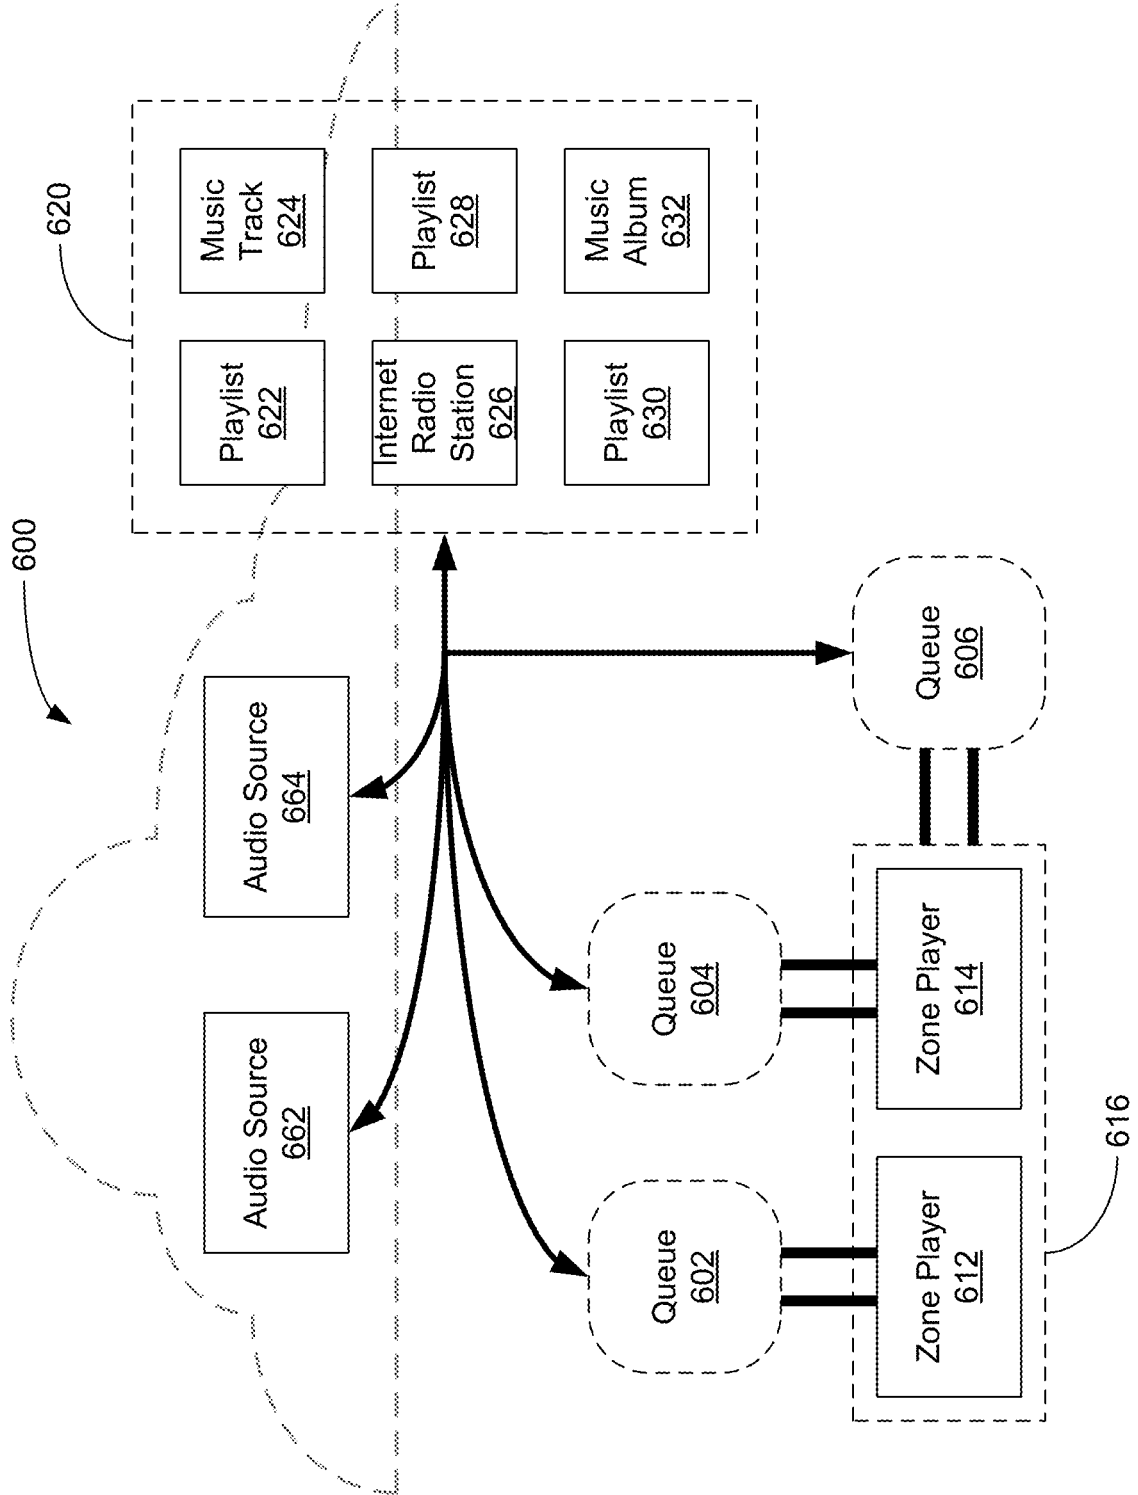 600
620
Audio Source
662
Audio Source
664
Playlist
622
Music
Track
624
Internet
Radio
Station
626
Playlist
628
Playlist
630
Music
Album
632
Queue
602
Queue
604
Queue
606
Zone Player
612
Zone Player
614
616